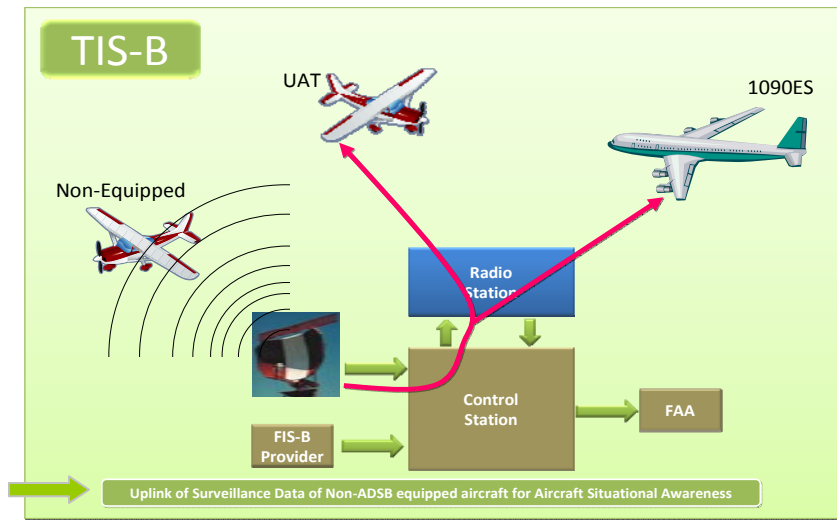 TIS-B
UAT
1090ES
Non-Equipped
Radio
Station
Control
Station
FAA
FIS-B
Provider
Uplink of Surveillance Data of Non-ADSB equipped aircraft for Aircraft Situational Awareness